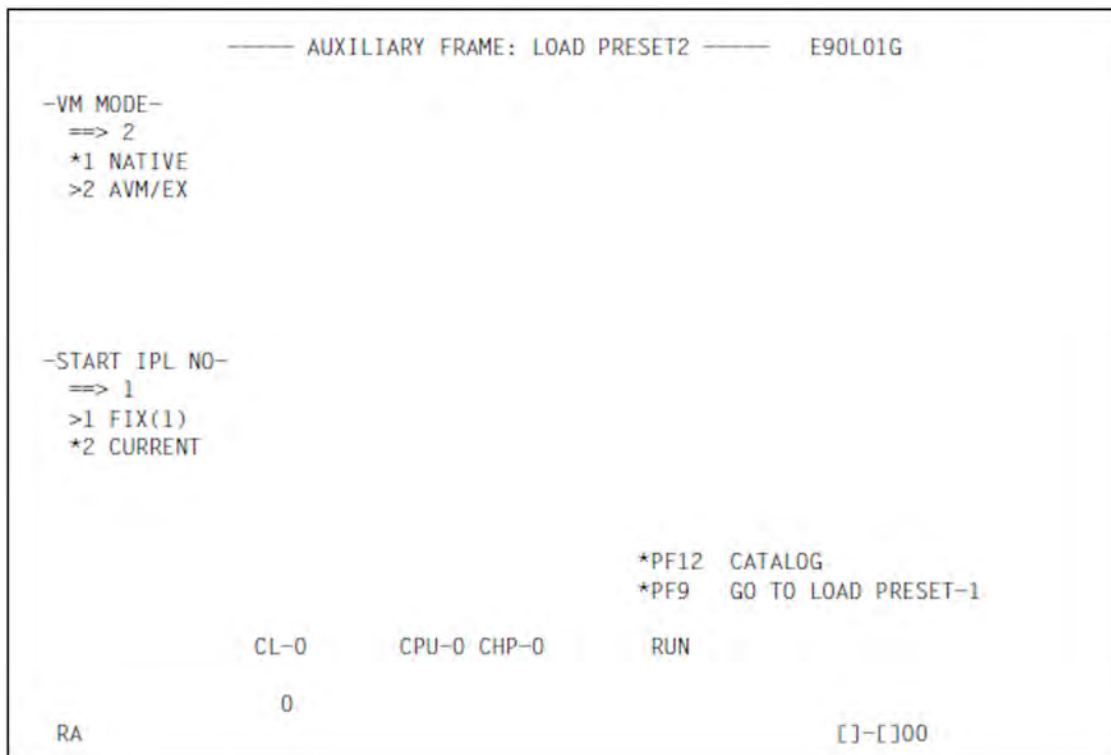 ——— AUXILIARY FRAME: LOAD PRESET2 ——— E90L01G
-VM MODE-
==> 2
*1 NATIVE
>2 AVM/EX
-START IPL NO-
==> 1
>1 FIX(1)
*2 CURRENT
*PF12 CATALOG
*PF9 GO TO LOAD PRESET-1
CL-0 CPU-0 CHP-0 RUN
0
RA []-[]00